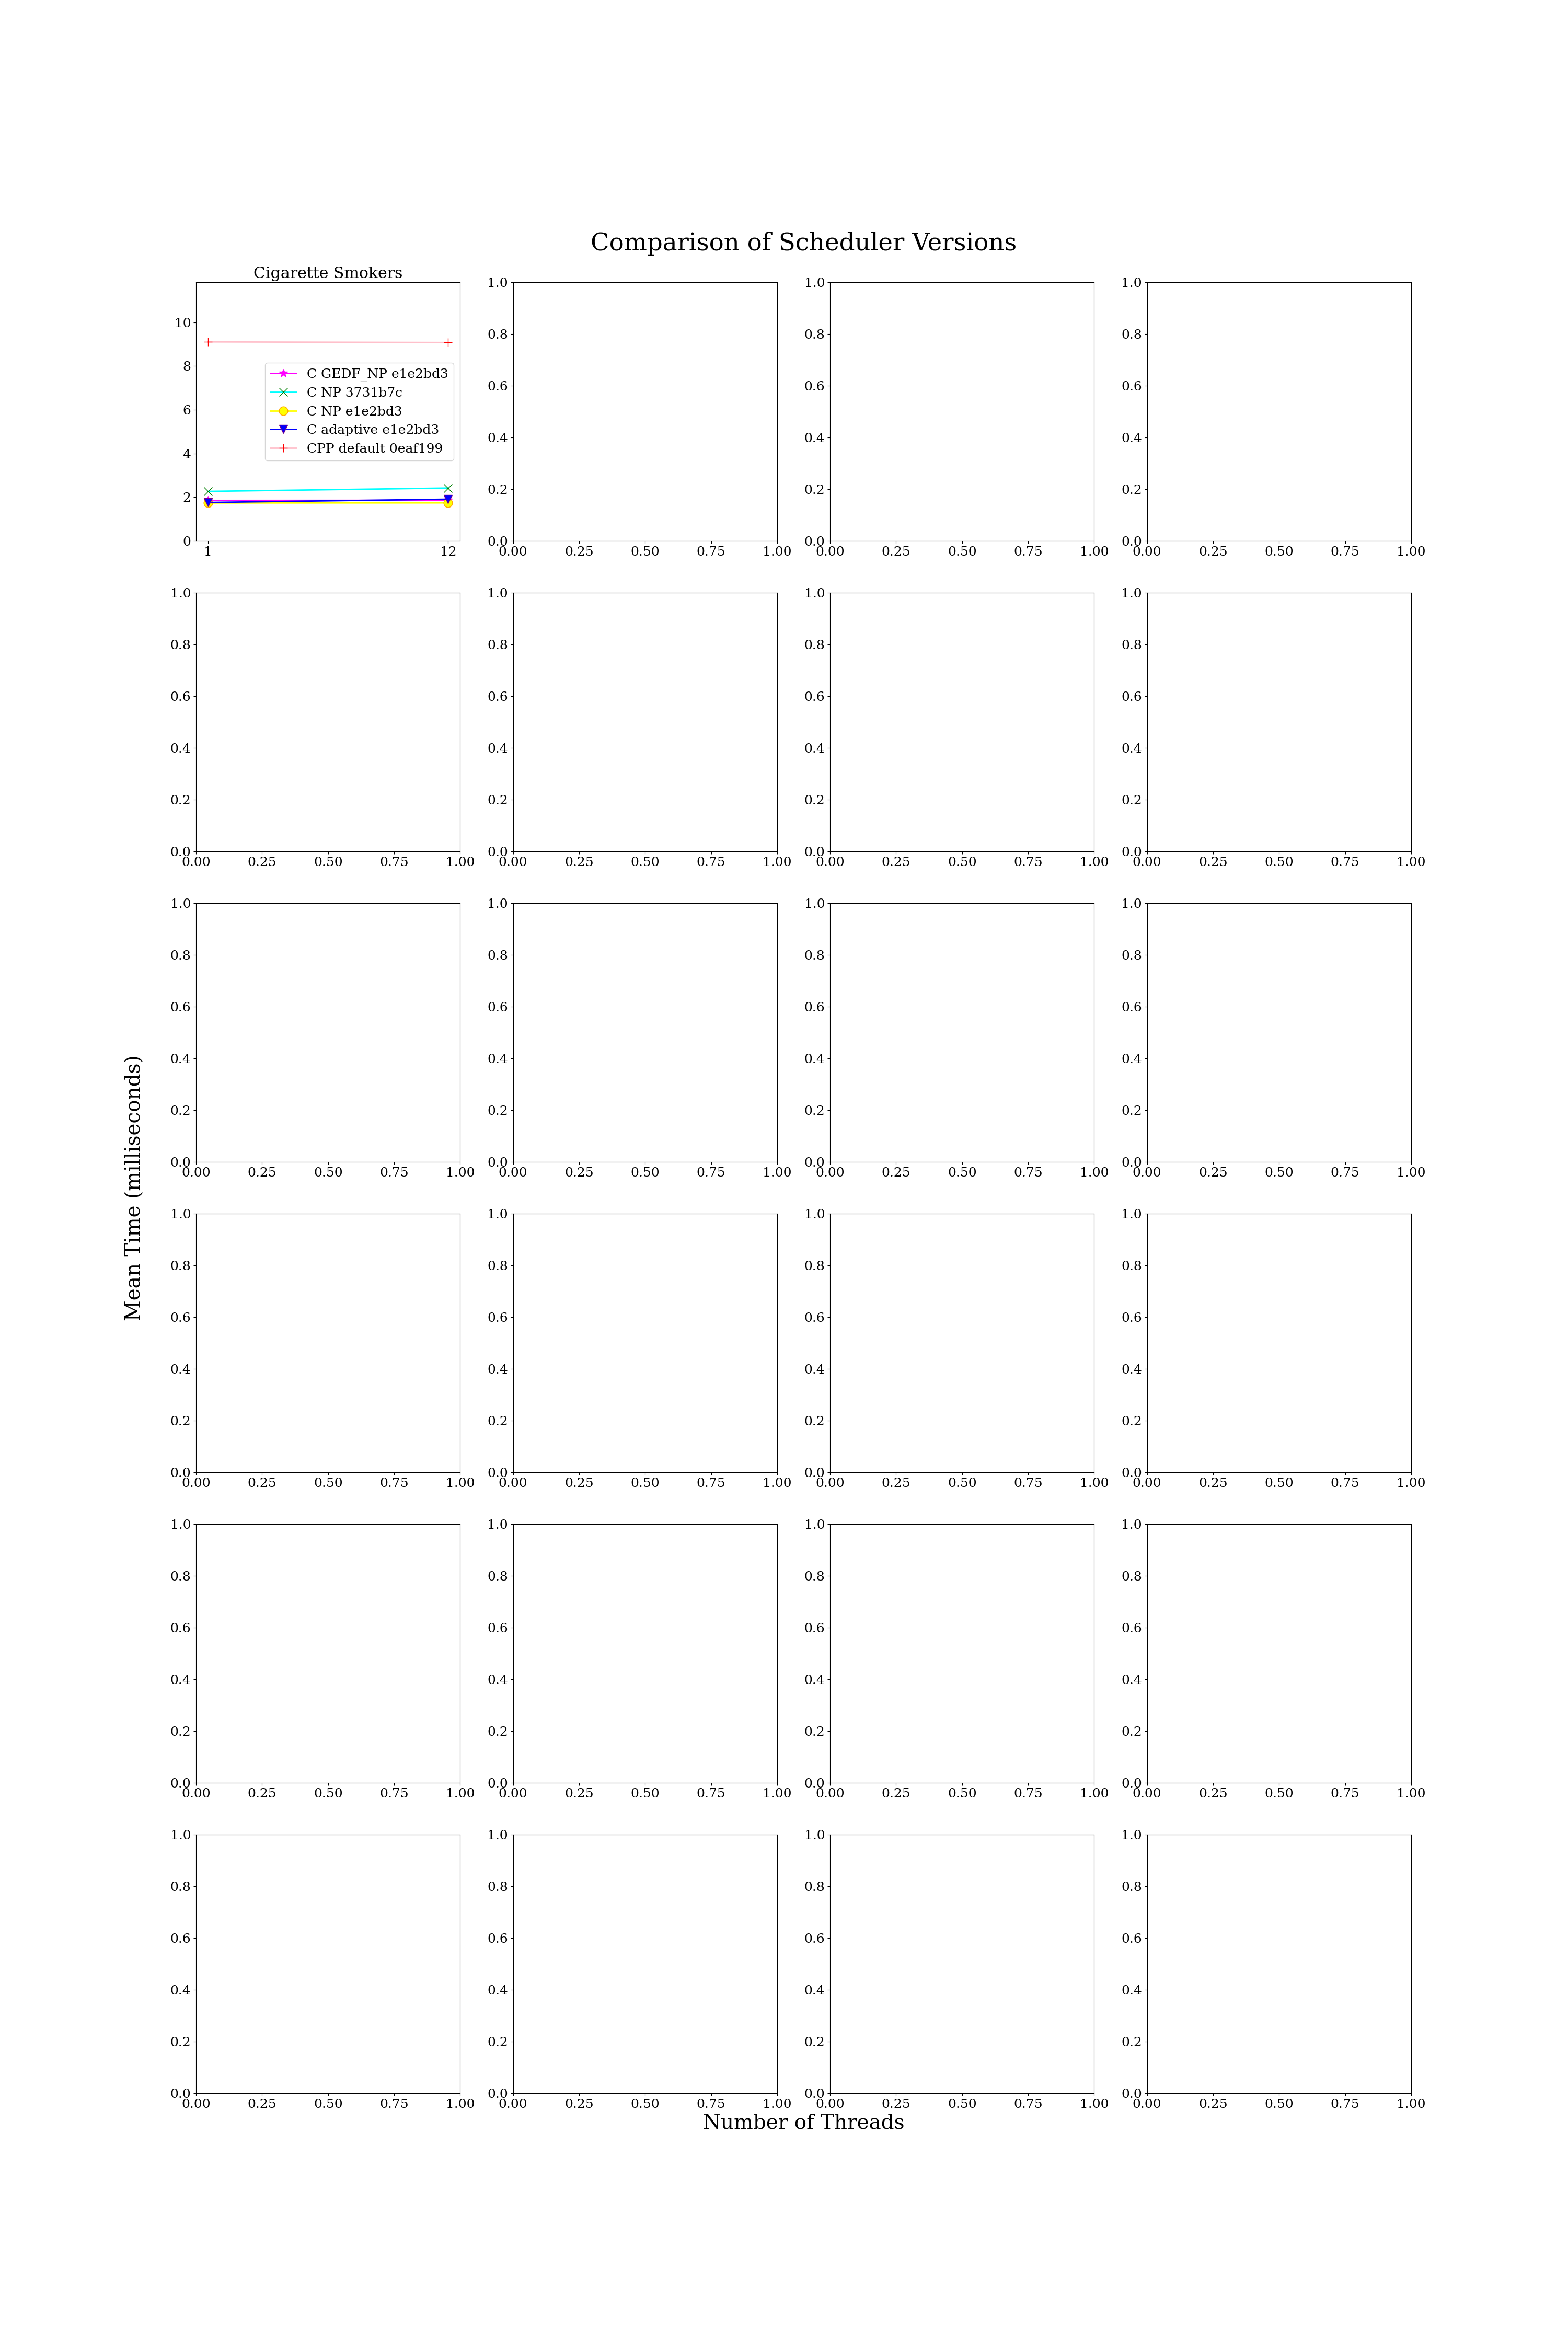 Comparison of Scheduler Versions
Cigarette Smokers
1.0 1.0 1.0
10
0.8 0.8 0.8
8
C GEDF_NP e1e2bd3
0.6 0.6 0.6
C NP 3731b7c
6 C NP e1e2bd3
C adaptive e1e2bd3
0.4 0.4 0.4
CPP default 0eaf199
4
0.2 0.2 0.2
2
0 0.0 0.0 0.0
1 12 0.00 0.25 0.50 0.75 1.00 0.00 0.25 0.50 0.75 1.00 0.00 0.25 0.50 0.75 1.00
1.0 1.0 1.0 1.0
0.8 0.8 0.8 0.8
0.6 0.6 0.6 0.6
0.4 0.4 0.4 0.4
0.2 0.2 0.2 0.2
0.0 0.0 0.0 0.0
0.00 0.25 0.50 0.75 1.00 0.00 0.25 0.50 0.75 1.00 0.00 0.25 0.50 0.75 1.00 0.00 0.25 0.50 0.75 1.00
1.0 1.0 1.0 1.0
0.8 0.8 0.8 0.8
0.6 0.6 0.6 0.6
0.4 0.4 0.4 0.4
0.2 0.2 0.2 0.2
0.0 0.0 0.0 0.0
0.00 0.25 0.50 0.75 1.00 0.00 0.25 0.50 0.75 1.00 0.00 0.25 0.50 0.75 1.00 0.00 0.25 0.50 0.75 1.00
Mean Time (milliseconds)
1.0 1.0 1.0 1.0
0.8 0.8 0.8 0.8
0.6 0.6 0.6 0.6
0.4 0.4 0.4 0.4
0.2 0.2 0.2 0.2
0.0 0.0 0.0 0.0
0.00 0.25 0.50 0.75 1.00 0.00 0.25 0.50 0.75 1.00 0.00 0.25 0.50 0.75 1.00 0.00 0.25 0.50 0.75 1.00
1.0 1.0 1.0 1.0
0.8 0.8 0.8 0.8
0.6 0.6 0.6 0.6
0.4 0.4 0.4 0.4
0.2 0.2 0.2 0.2
0.0 0.0 0.0 0.0
0.00 0.25 0.50 0.75 1.00 0.00 0.25 0.50 0.75 1.00 0.00 0.25 0.50 0.75 1.00 0.00 0.25 0.50 0.75 1.00
1.0 1.0 1.0 1.0
0.8 0.8 0.8 0.8
0.6 0.6 0.6 0.6
0.4 0.4 0.4 0.4
0.2 0.2 0.2 0.2
0.0 0.0 0.0 0.0
0.00 0.25 0.50 0.75 1.00 0.00 0.25 0.50 0.75 1.00 0.00 0.25 0.50 0.75 1.00 0.00 0.25 0.50 0.75 1.00
Number of Threads